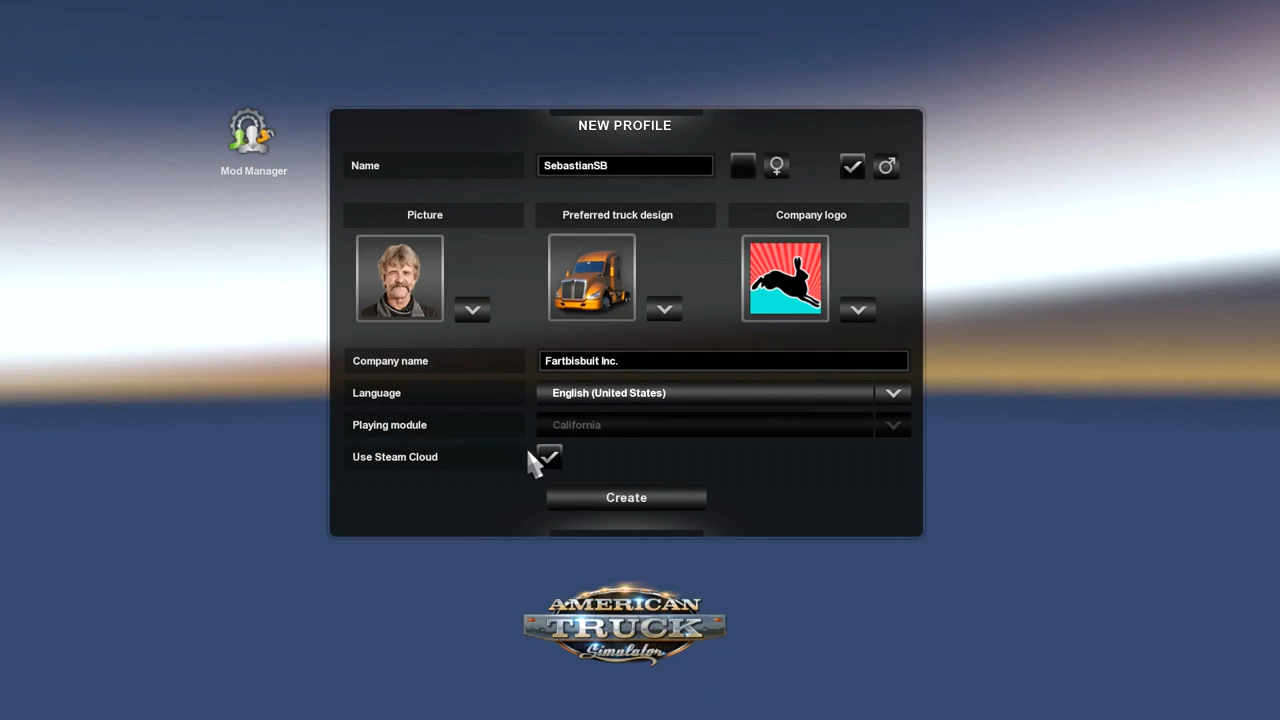 NEW PROFILE
Mod Manager
Name
SebastianSB
Picture
Preferred truck design
Company logo
Company name
Fartbisbuit Inc.
Language
English (United States)
Playing module
California
Use Steam Cloud
Create
AMERICAN
TRUCK
Simulator